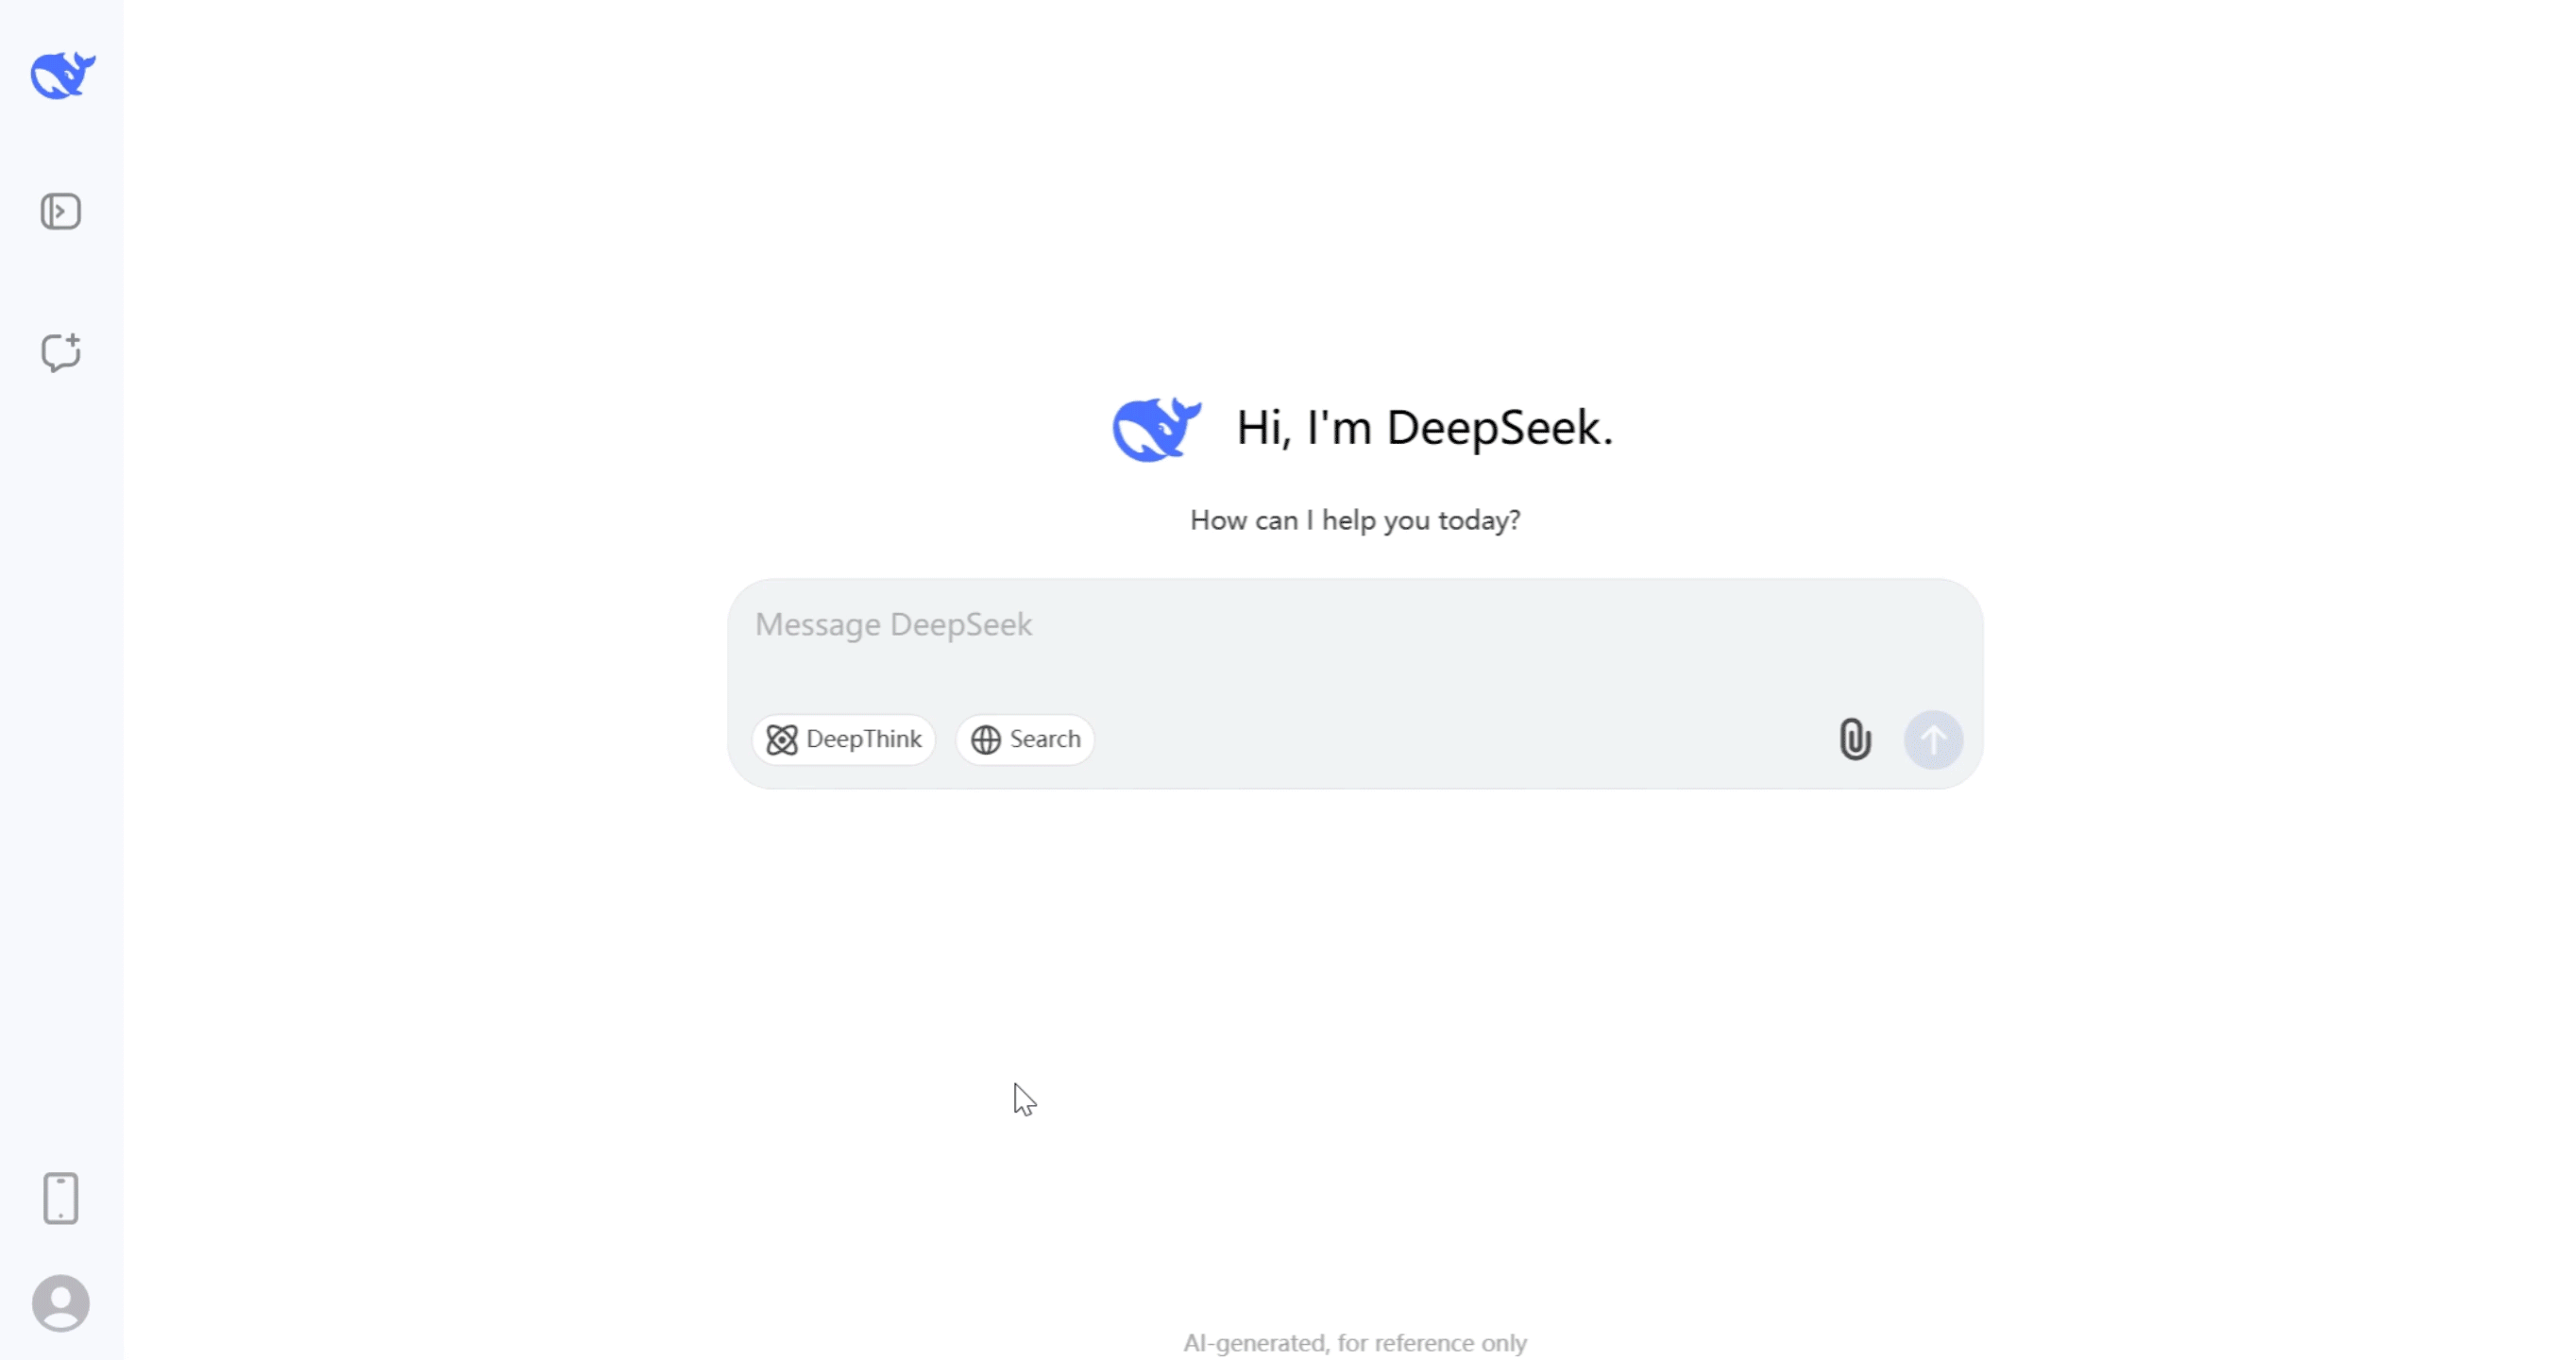 Hi, I'm DeepSeek.
How can I help you today?
Message DeepSeek
DeepThink
Search
AI-generated, for reference only